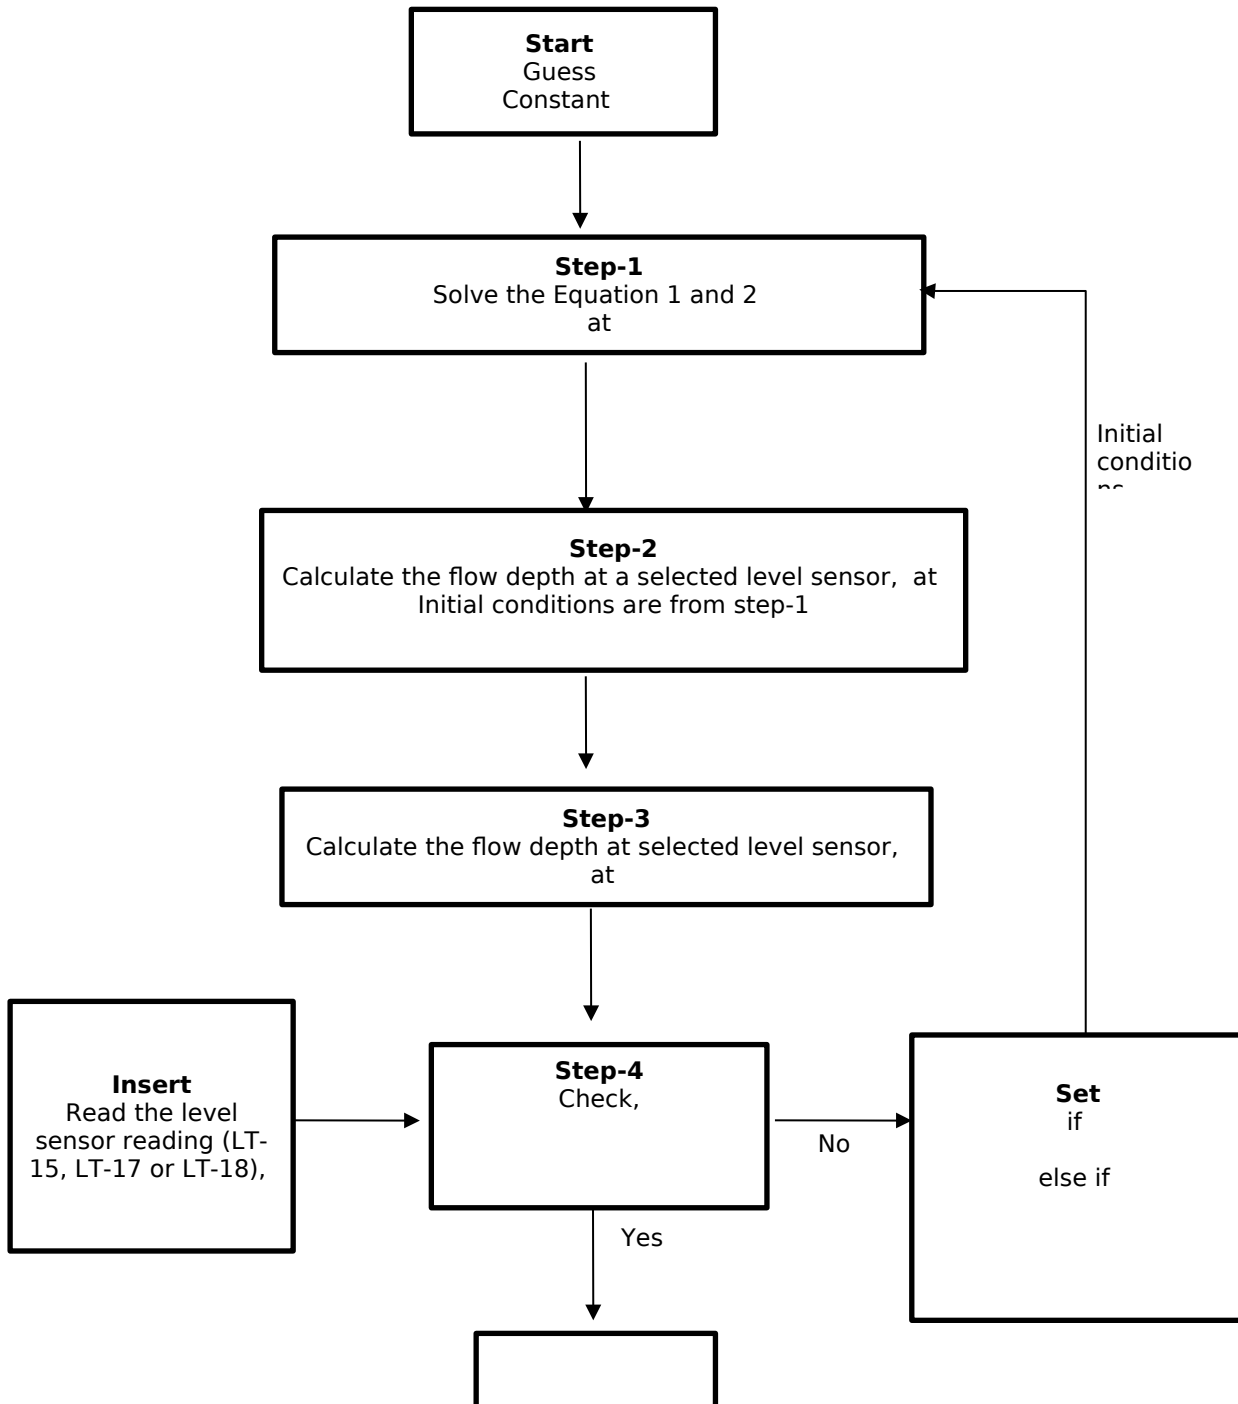 Start
Guess
Constant
Step-1
Solve the Equation 1 and 2
at
Initial
conditio
Step-2
Calculate the flow depth at a selected level sensor,  at
Initial conditions are from step-1
Step-3
Calculate the flow depth at selected level sensor,
at
Insert
Read the level
sensor reading (LT-
15, LT-17 or LT-18),
Step-4
Check,
No
Set
if
else if
Yes